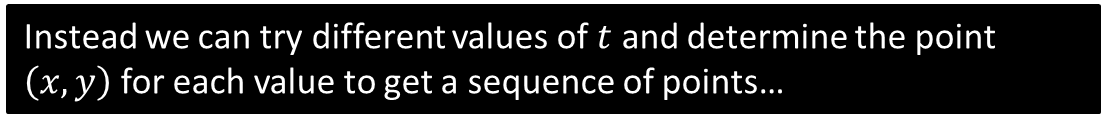 Instead we can try different values of 𝑡 and determine the point
(𝑥, 𝑦) for each value to get a sequence of points...